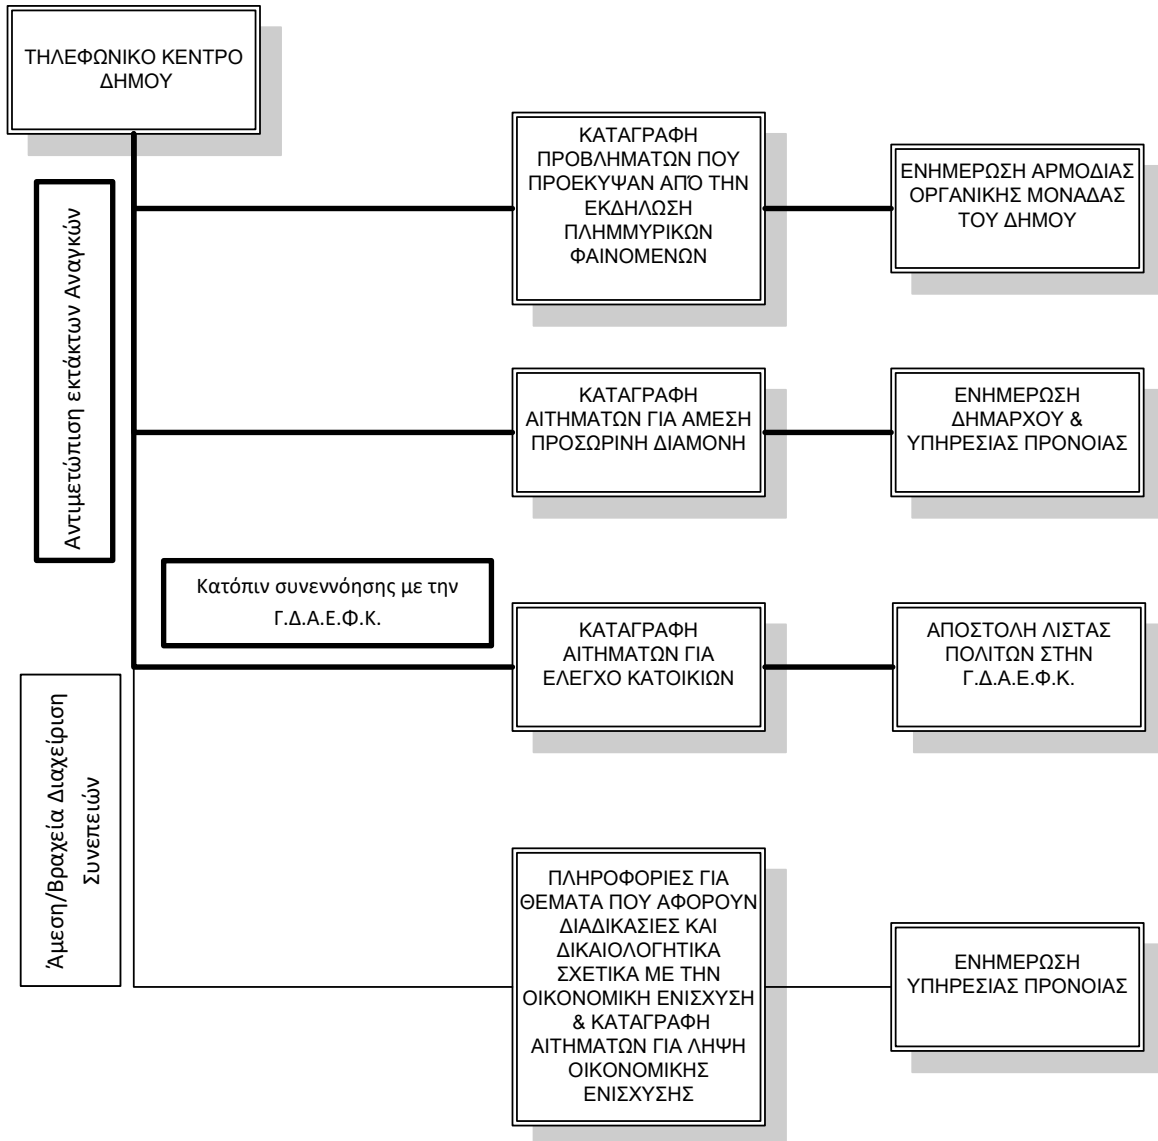 ΤΗΛΕΦΩΝΙΚΟ ΚΕΝΤΡΟ
ΔΗΜΟΥ
ΚΑΤΑΓΡΑΦΗ
ΠΡΟΒΛΗΜΑΤΩΝ ΠΟΥ
ΠΡΟΕΚΥΨΑΝ ΑΠΌ ΤΗΝ
ΕΚΔΗΛΩΣΗ
ΠΛΗΜΜΥΡΙΚΩΝ
ΦΑΙΝΟΜΕΝΩΝ
ΕΝΗΜΕΡΩΣΗ ΑΡΜΟΔΙΑΣ
ΟΡΓΑΝΙΚΗΣ ΜΟΝΑΔΑΣ
ΤΟΥ ΔΗΜΟΥ
Αντιμετώπιση εκτάκτων Αναγκών
ΚΑΤΑΓΡΑΦΗ
ΑΙΤΗΜΑΤΩΝ ΓΙΑ ΑΜΕΣΗ
ΠΡΟΣΩΡΙΝΗ ΔΙΑΜΟΝΗ
ΕΝΗΜΕΡΩΣΗ
ΔΗΜΑΡΧΟΥ &
ΥΠΗΡΕΣΙΑΣ ΠΡΟΝΟΙΑΣ
Κατόπιν συνεννόησης με την
Γ.Δ.Α.Ε.Φ.Κ.
ΚΑΤΑΓΡΑΦΗ
ΑΙΤΗΜΑΤΩΝ ΓΙΑ
ΕΛΕΓΧΟ ΚΑΤΟΙΚΙΩΝ
ΑΠΟΣΤΟΛΗ ΛΙΣΤΑΣ
ΠΟΛΙΤΩΝ ΣΤΗΝ
Γ.Δ.Α.Ε.Φ.Κ.
Άμεση/Βραχεία Διαχείριση
Συνεπειών
ΠΛΗΡΟΦΟΡΙΕΣ ΓΙΑ
ΘΕΜΑΤΑ ΠΟΥ ΑΦΟΡΟΥΝ
ΔΙΑΔΙΚΑΣΙΕΣ ΚΑΙ
ΔΙΚΑΙΟΛΟΓΗΤΙΚΑ
ΣΧΕΤΙΚΑ ΜΕ ΤΗΝ
ΟΙΚΟΝΟΜΙΚΗ ΕΝΙΣΧΥΣΗ
& ΚΑΤΑΓΡΑΦΗ
ΑΙΤΗΜΑΤΩΝ ΓΙΑ ΛΗΨΗ
ΟΙΚΟΝΟΜΙΚΗΣ
ΕΝΙΣΧΥΣΗΣ
ΕΝΗΜΕΡΩΣΗ
ΥΠΗΡΕΣΙΑΣ ΠΡΟΝΟΙΑΣ